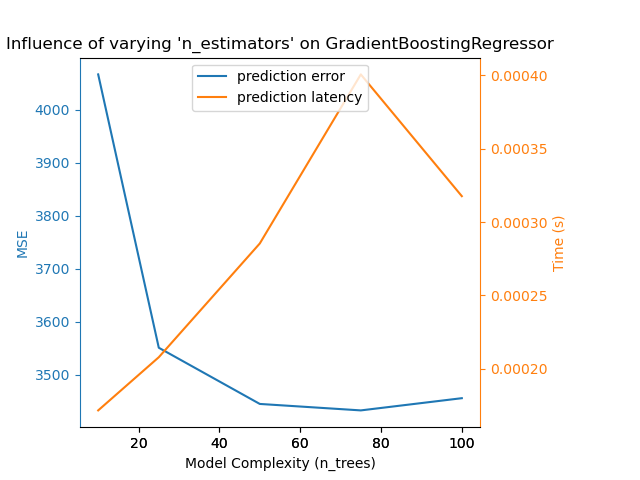 Influence of varying 'n_estimators' on GradientBoostingRegressor
prediction error
prediction latency
4000
3900
3800
3700
3600
3500
MSE
0.00040
0.00035
0.00030
0.00025
0.00020
Time (s)
20 40 60 80 100
Model Complexity (n_trees)